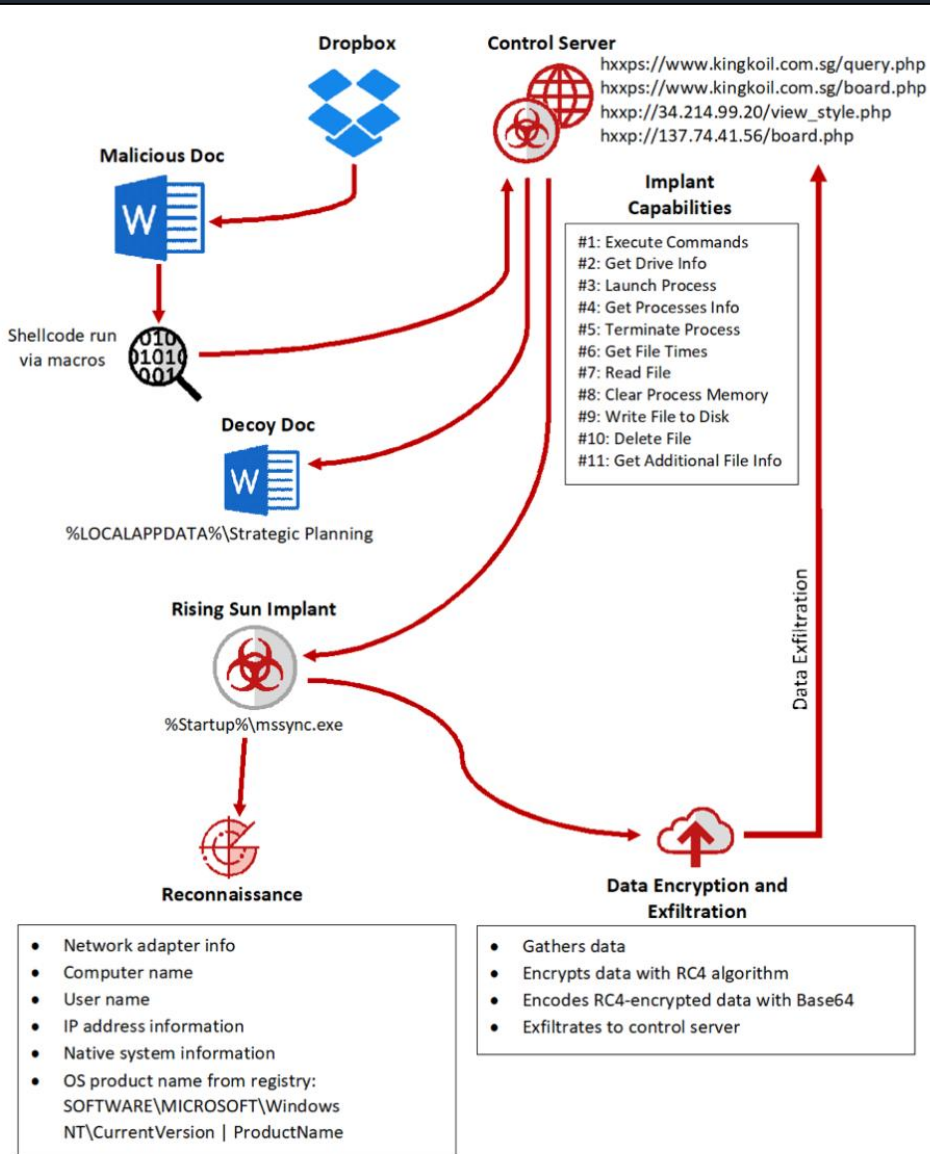 Dropbox
Control Server
hxxps://www.kingkoil.com.sg/query.php
hxxps://www.kingkoil.com.sg/board.php
hxxp://34.214.99.20/view_style.php
hxxp://137.74.41.56/board.php
Malicious Doc
W
Shellcode run
via macros
010
01010
001
Implant
Capabilities
#1: Execute Commands
#2: Get Drive Info
#3: Launch Process
#4: Get Processes Info
#5: Terminate Process
#6: Get File Times
#7: Read File
#8: Clear Process Memory
#9: Write File to Disk
#10: Delete File
#11: Get Additional File Info
Decoy Doc
W
%LOCALAPPDATA%\Strategic Planning
Rising Sun Implant
%Startup%\mssync.exe
Data Exfiltration
Reconnaissance
• Network adapter info
• Computer name
• User name
• IP address information
• Native system information
• OS product name from registry:
SOFTWARE\MICROSOFT\Windows
NT\CurrentVersion | ProductName
Data Encryption and
Exfiltration
• Gathers data
• Encrypts data with RC4 algorithm
• Encodes RC4-encrypted data with Base64
• Exfiltrates to control server